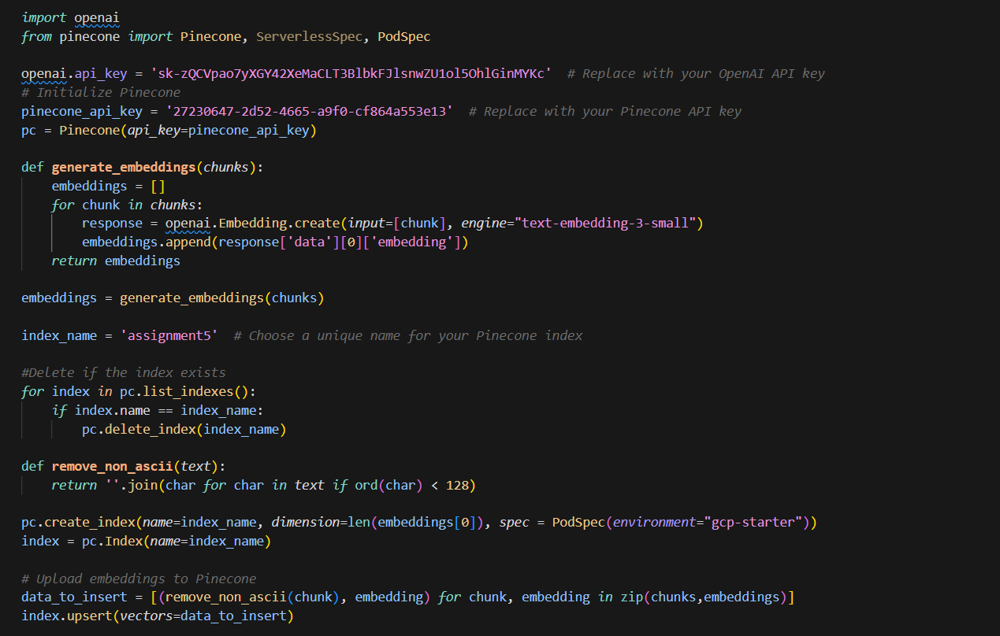 import openai
from pinecone import Pinecone, ServerlessSpec, PodSpec
openai.api_key = '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'  # Replace with your OpenAI API key
# Initialize Pinecone
pinecone_api_key = '27230647-2d52-4665-a9f0-cf864a553e13'  # Replace with your Pinecone API key
pc = Pinecone(api_key=pinecone_api_key)
def generate_embeddings(chunks):
    embeddings = []
    for chunk in chunks:
        response = openai.Embedding.create(input=[chunk], engine="text-embedding-3-small")
        embeddings.append(response['data'][0]['embedding'])
    return embeddings
embeddings = generate_embeddings(chunks)
index_name = 'assignment5'  # Choose a unique name for your Pinecone index
#Delete if the index exists
for index in pc.list_indexes():
    if index.name == index_name:
        pc.delete_index(index_name)
def remove_non_ascii(text):
    return ''.join(char for char in text if ord(char) < 128)
pc.create_index(name=index_name, dimension=len(embeddings[0]), spec = PodSpec(environment="gcp-starter"))
index = pc.Index(name=index_name)
# Upload embeddings to Pinecone
data_to_insert = [(remove_non_ascii(chunk), embedding) for chunk, embedding in zip(chunks,embeddings)]
index.upsert(vectors=data_to_insert)